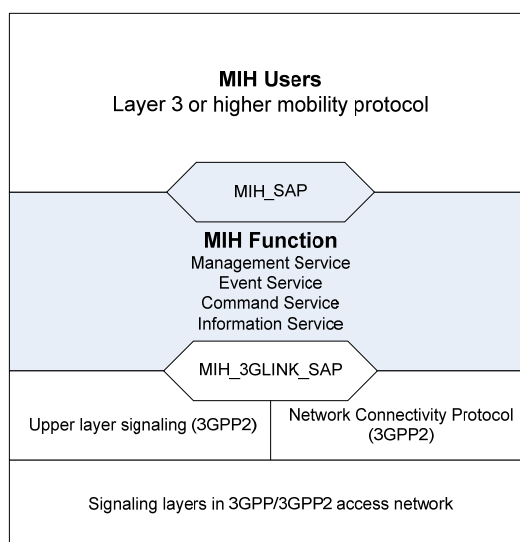 MIH Users
Layer 3 or higher mobility protocol
MIH_SAP
MIH Function
Management Service
Event Service
Command Service
Information Service
MIH_3GLINK_SAP
Upper layer signaling (3GPP2)
Network Connectivity Protocol
(3GPP2)
Signaling layers in 3GPP/3GPP2 access network